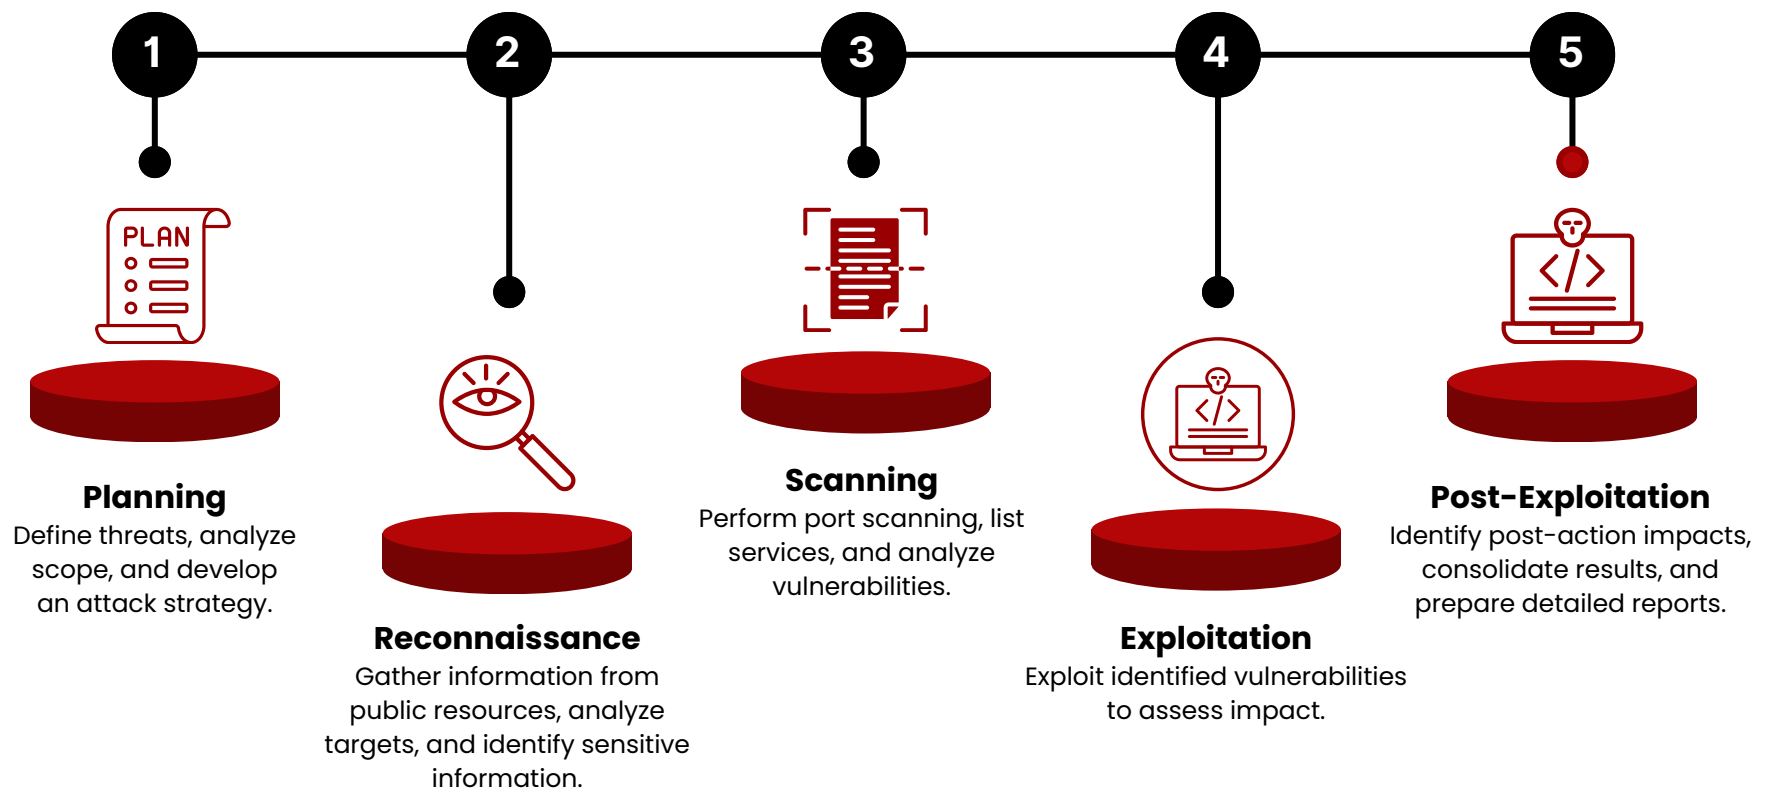 1
2
3
4
5
PLAN
Planning
Define threats, analyze
scope, and develop
an attack strategy.
Reconnaissance
Gather information from
public resources, analyze
targets, and identify sensitive
information.
Scanning
Perform port scanning, list
services, and analyze
vulnerabilities.
</>
Exploitation
Exploit identified vulnerabilities
to assess impact.
</>
Post-Exploitation
Identify post-action impacts,
consolidate results, and
prepare detailed reports.